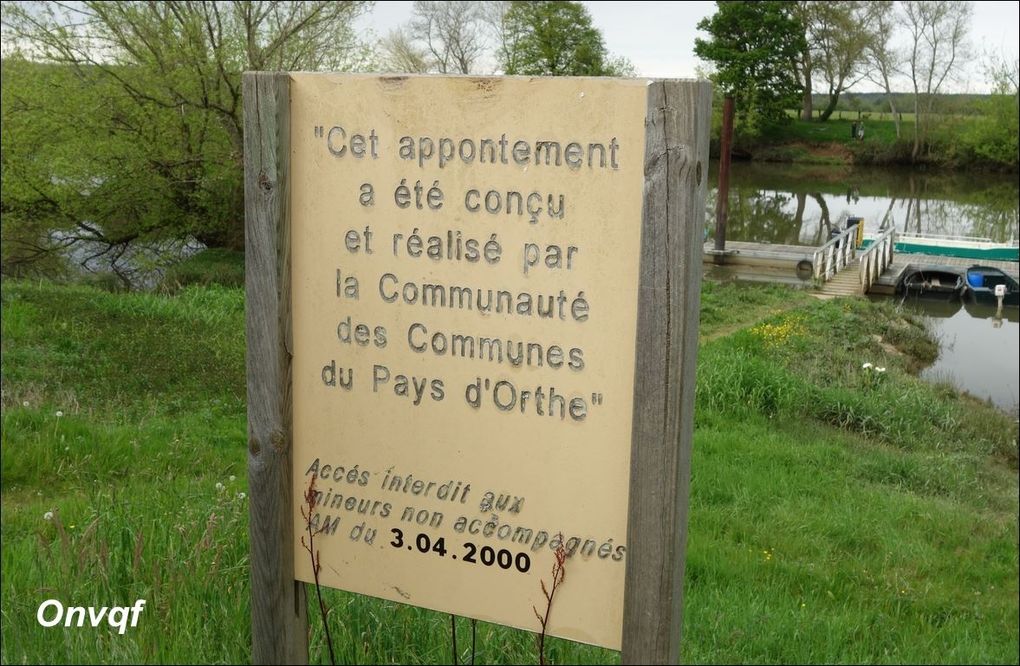 "Cet appontement
a été conçu
et réalisé par
la Communauté
des Communes
du Pays d'Orthe"
Accés interdit aux
mineurs non accompagnés
AM du 3.04.2000
Onvqf